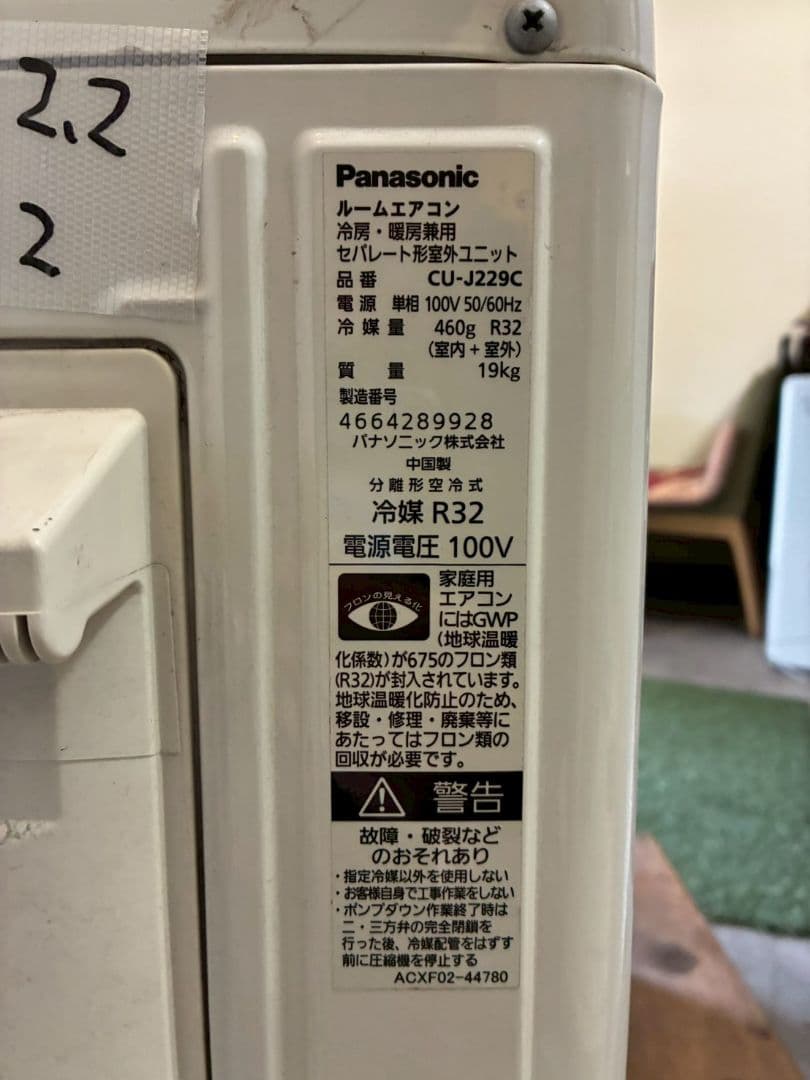 2.2
2
Panasonic
ルームエアコン
冷房・暖房兼用
セパレート形室外ユニット
品番 CU-J229C
電源 単相 100V 50/60Hz
冷媒量 460g R32
(室内+室外)
質量 19kg
製造番号
4664289928
パナソニック株式会社
中国製
分離形空冷式
冷媒 R32
電源電圧 100V
フロンの見える化
家庭用
エアコン
にはGWP
(地球温暖
化係数)が675のフロン類
(R32)が封入されています。
地球温暖化防止のため、
移設・修理・廃棄等に
あたってはフロン類の
回収が必要です。
警告
故障・破裂など
のおそれあり
・指定冷媒以外を使用しない
・お客様自身で工事作業をしない
・ポンプダウン作業終了時は
二・三方弁の完全閉鎖を
行った後、冷媒配管をはずす
前に圧縮機を停止する
ACXF02-44780